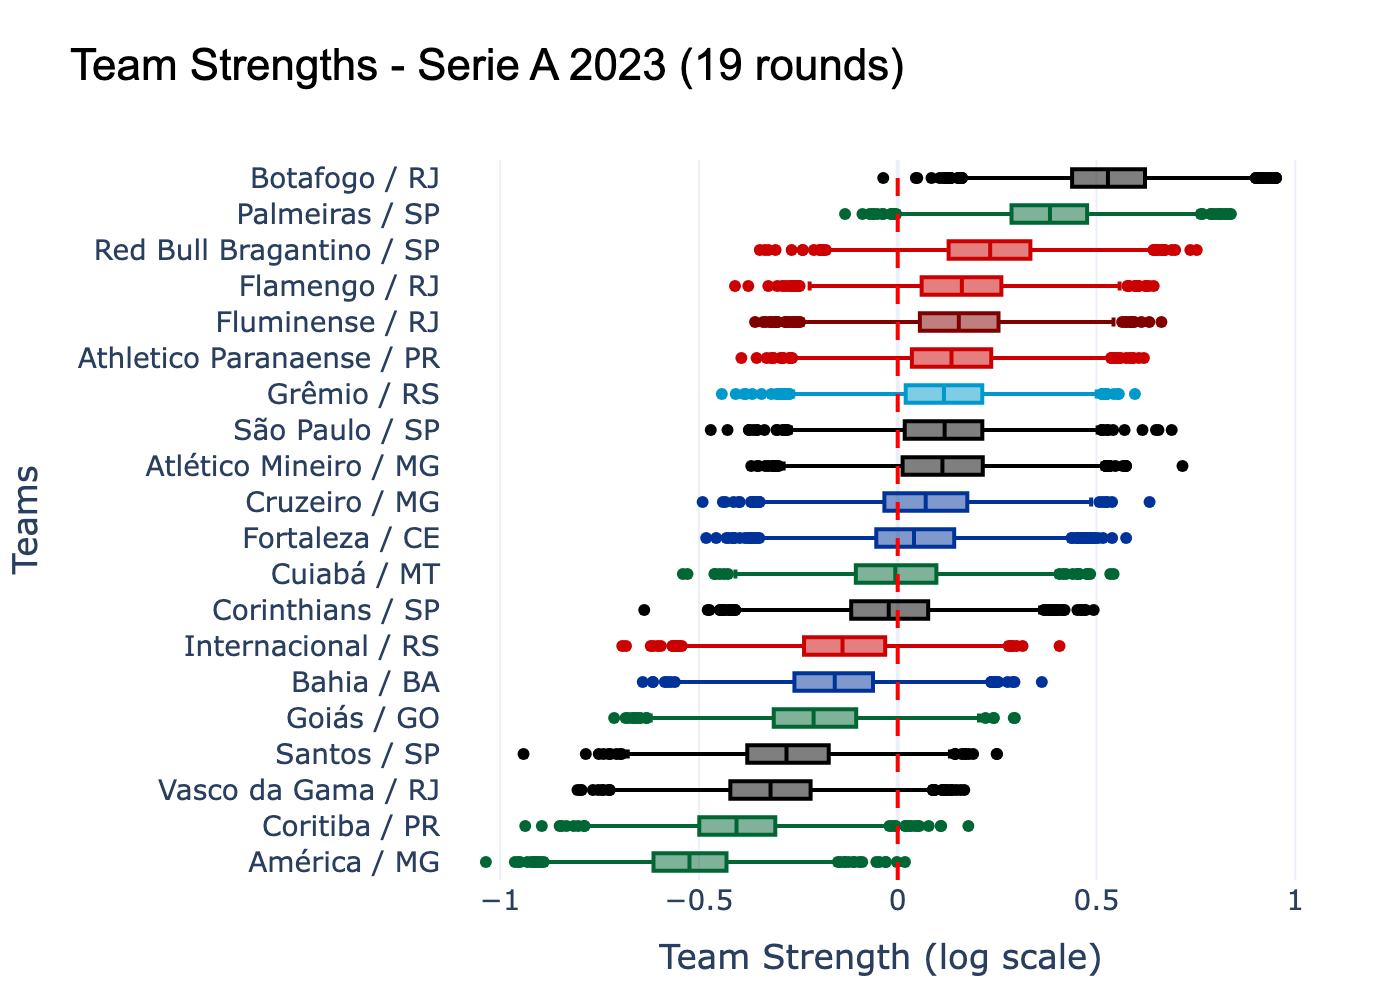 Team Strengths - Serie A 2023 (19 rounds)
Teams
Botafogo / RJ
Palmeiras / SP
Red Bull Bragantino / SP
Flamengo / RJ
Fluminense / RJ
Athletico Paranaense / PR
Grêmio / RS
São Paulo / SP
Atlético Mineiro / MG
Cruzeiro / MG
Fortaleza / CE
Cuiabá / MT
Corinthians / SP
Internacional / RS
Bahia / BA
Goiás / GO
Santos / SP
Vasco da Gama / RJ
Coritiba / PR
América / MG
−1 −0.5 0 0.5 1
Team Strength (log scale)